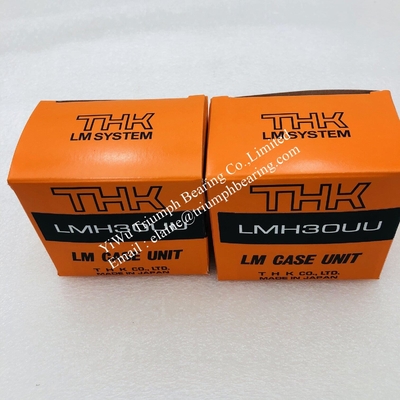 THK
LM SYSTEM
THK
LMH30UU
LM CASE UNIT
T H K CO., LTD.
MADE IN JAPAN
THK
LM SYSTEM
THK
LMH30UU
LM CASE UNIT
T H K CO., LTD.
MADE IN JAPAN
YiWu Triumph Bearing Co.,Limited
Email : elaine@triumphbearing.com